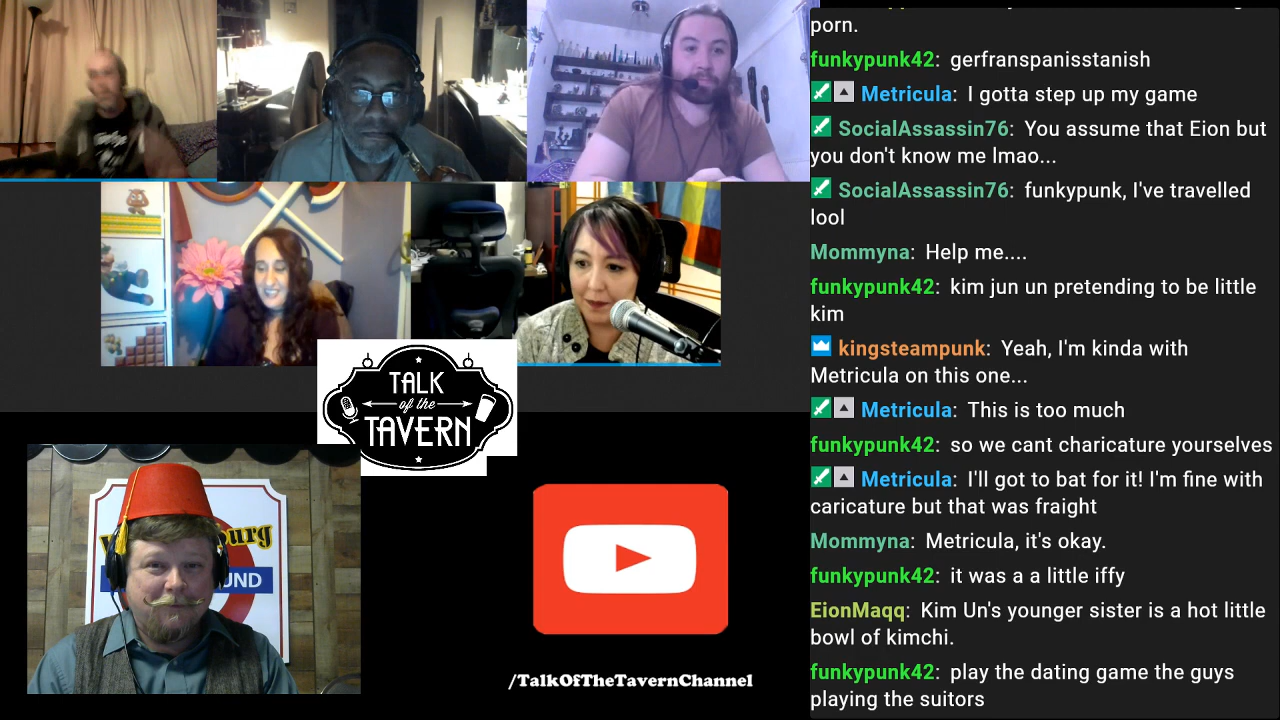 porn.
funkypunk42: gerfranspanisstanish
Metricula: I gotta step up my game
SocialAssassin76: You assume that Eion but
you don't know me lmao...
SocialAssassin76: funkypunk, I've travelled
lool
Mommyna: Help me....
funkypunk42: kim jun un pretending to be little
kim
kingsteampunk: Yeah, I'm kinda with
Metricula on this one...
Metricula: This is too much
funkypunk42: so we cant charicature yourselves
Metricula: I'll got to bat for it! I'm fine with
caricature but that was fraight
Mommyna: Metricula, it's okay.
funkypunk42: it was a a little iffy
EionMaqq: Kim Un's younger sister is a hot little
bowl of kimchi.
funkypunk42: play the dating game the guys
playing the suitors
TALK
of the
TAVERN
urg
UND
/TalkOfTheTavernChannel